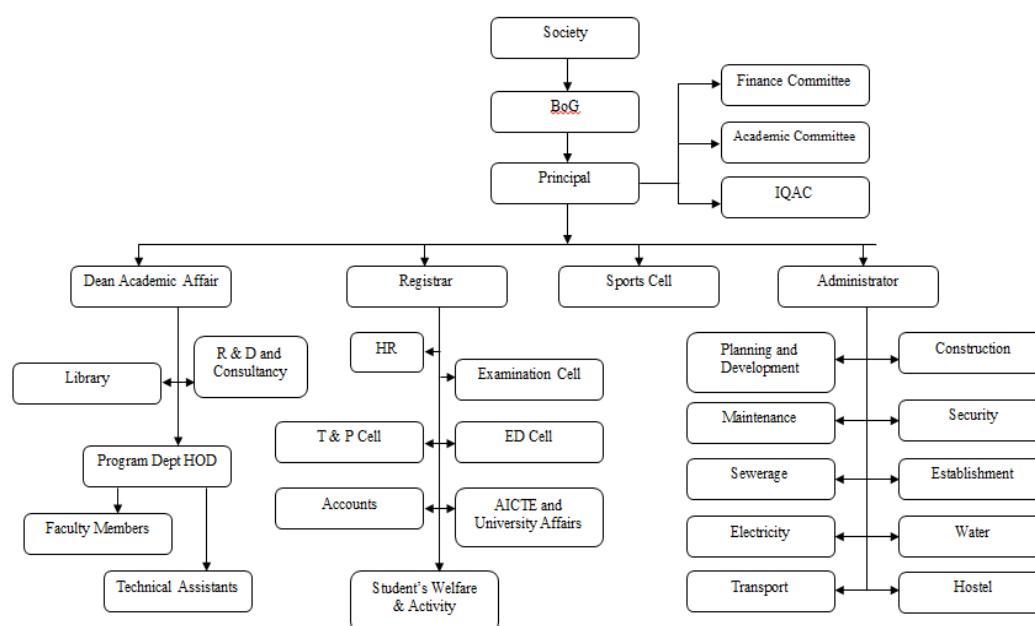 Society
BoG
Principal
Finance Committee
Academic Committee
IQAC
Dean Academic Affair
Registrar
Sports Cell
Administrator
Library
R & D and
Consultancy
Program Dept HOD
Faculty Members
Technical Assistants
HR
Examination Cell
T & P Cell
ED Cell
Accounts
AICTE and
University Affairs
Student's Welfare
& Activity
Planning and
Development
Construction
Maintenance
Security
Sewerage
Establishment
Electricity
Water
Transport
Hostel